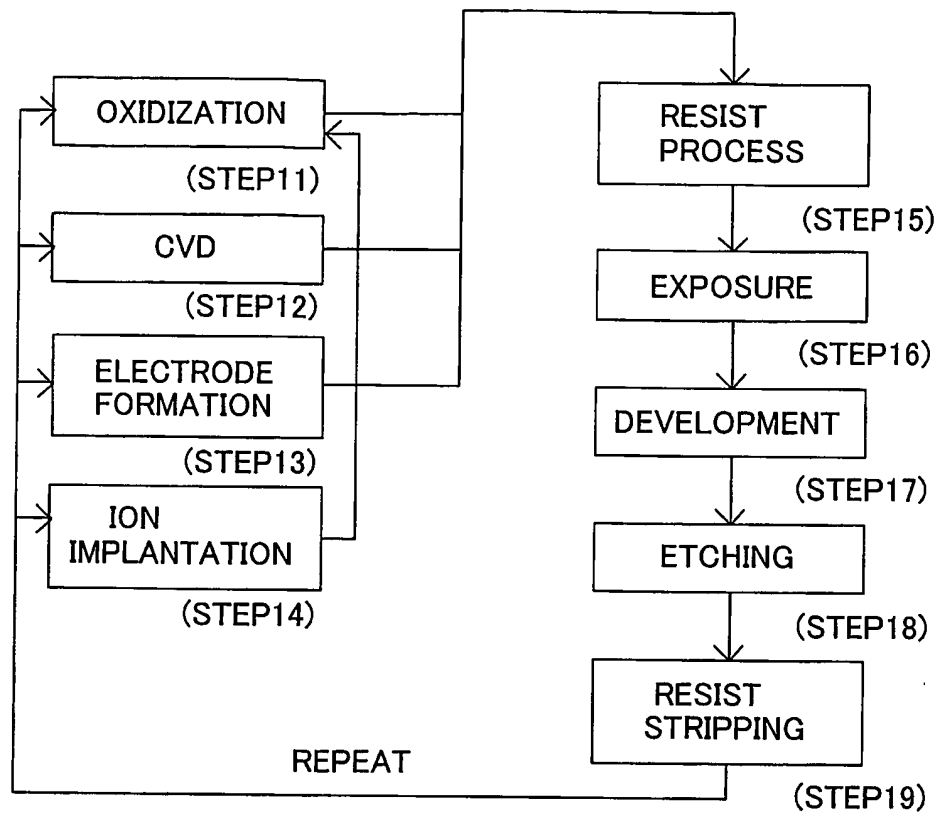 OXIDIZATION
(STEP11)
CVD
(STEP12)
ELECTRODE
FORMATION
(STEP13)
ION
IMPLANTATION
(STEP14)
RESIST
PROCESS
(STEP15)
EXPOSURE
(STEP16)
DEVELOPMENT
(STEP17)
ETCHING
(STEP18)
RESIST
STRIPPING
(STEP19)
REPEAT